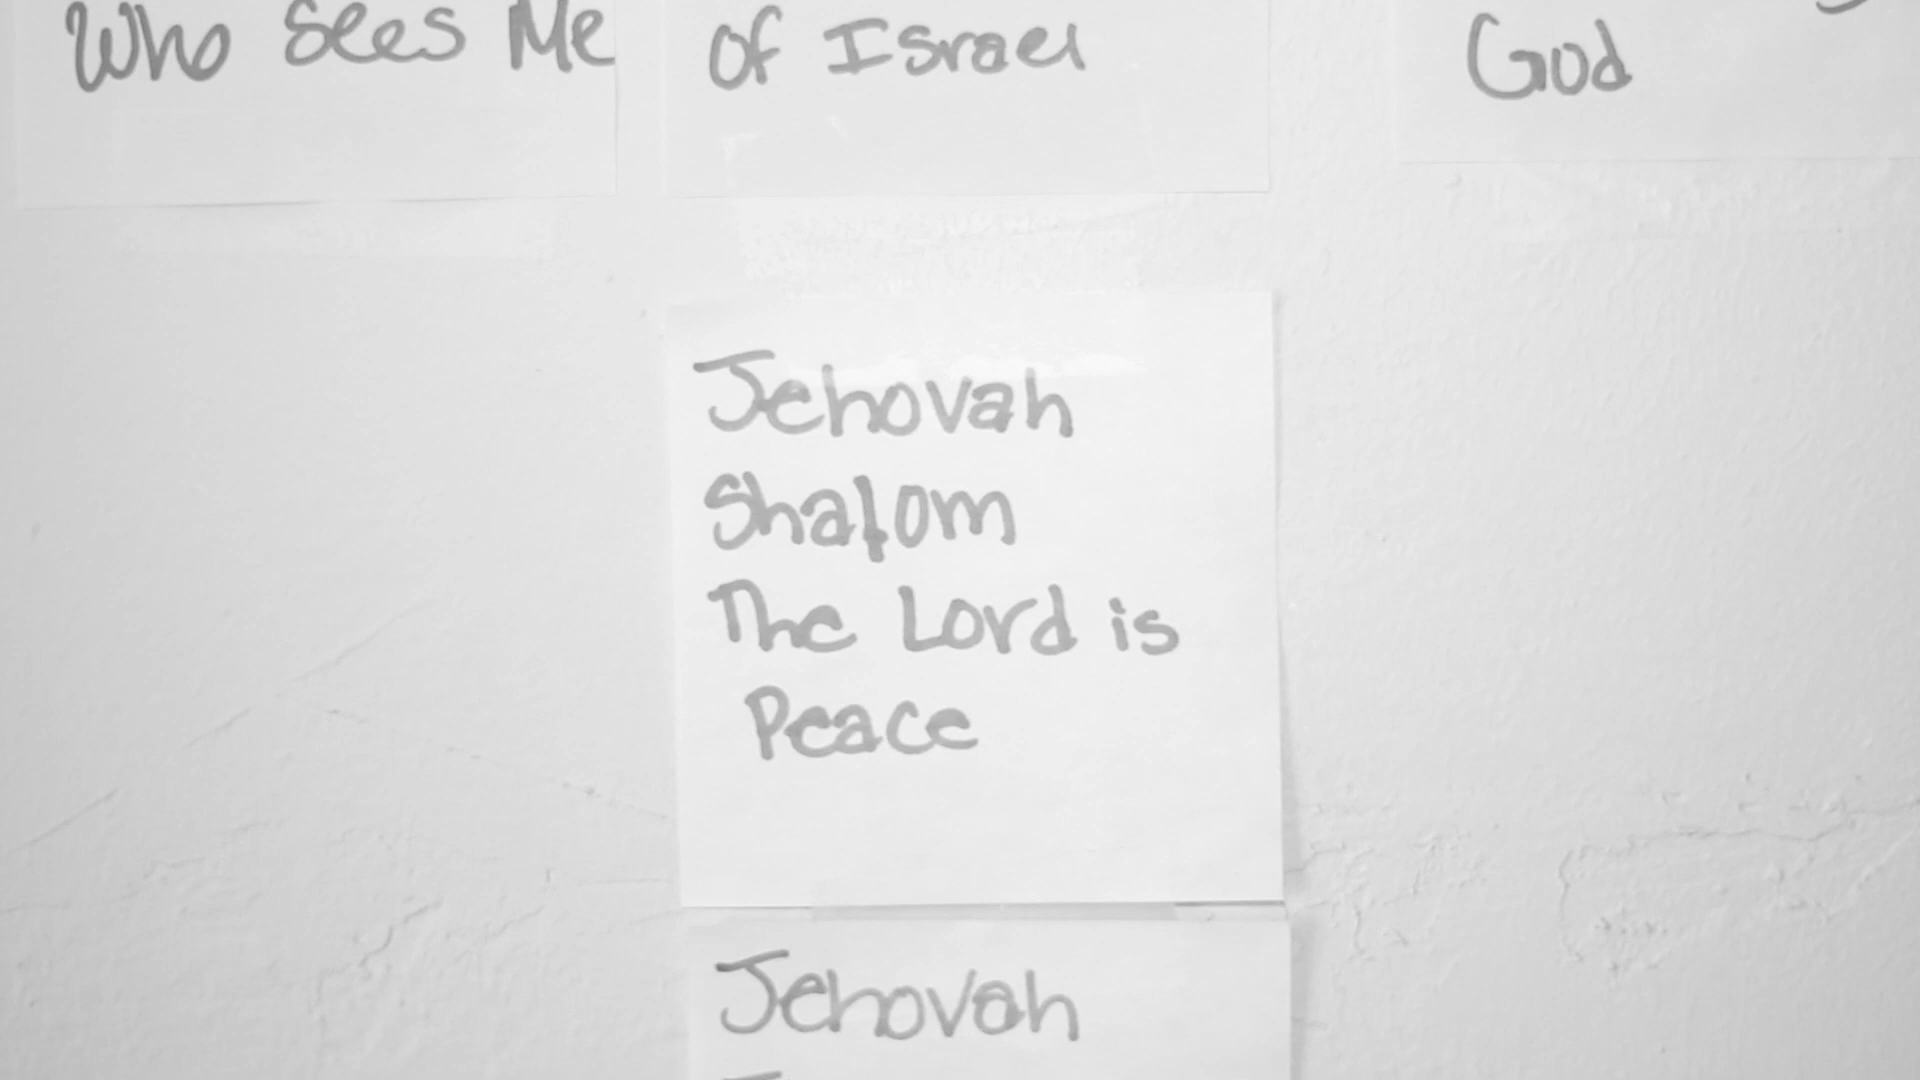 Who Sees Me
Of Israel
God
Jehovah
Shalom
The Lord is
Peace
Jehovah